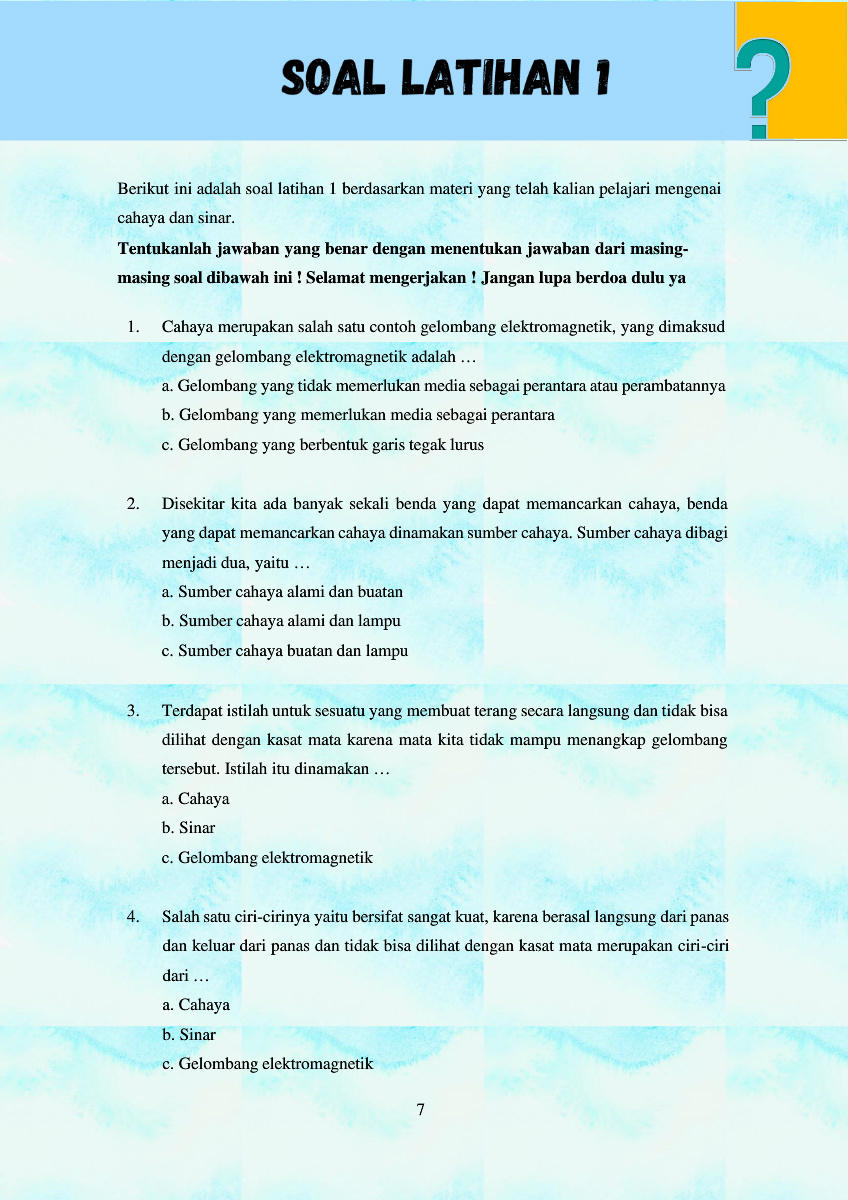 SOAL LATIHAN 1
?
Berikut ini adalah soal latihan 1 berdasarkan materi yang telah kalian pelajari mengenai
cahaya dan sinar.
Tentukanlah jawaban yang benar dengan menentukan jawaban dari masing-
masing soal dibawah ini ! Selamat mengerjakan ! Jangan lupa berdoa dulu ya
1. Cahaya merupakan salah satu contoh gelombang elektromagnetik, yang dimaksud
dengan gelombang elektromagnetik adalah …
a. Gelombang yang tidak memerlukan media sebagai perantara atau perambatannya
b. Gelombang yang memerlukan media sebagai perantara
c. Gelombang yang berbentuk garis tegak lurus
2. Disekitar kita ada banyak sekali benda yang dapat memancarkan cahaya, benda
yang dapat memancarkan cahaya dinamakan sumber cahaya. Sumber cahaya dibagi
menjadi dua, yaitu …
a. Sumber cahaya alami dan buatan
b. Sumber cahaya alami dan lampu
c. Sumber cahaya buatan dan lampu
3. Terdapat istilah untuk sesuatu yang membuat terang secara langsung dan tidak bisa
dilihat dengan kasat mata karena mata kita tidak mampu menangkap gelombang
tersebut. Istilah itu dinamakan …
a. Cahaya
b. Sinar
c. Gelombang elektromagnetik
4. Salah satu ciri-cirinya yaitu bersifat sangat kuat, karena berasal langsung dari panas
dan keluar dari panas dan tidak bisa dilihat dengan kasat mata merupakan ciri-ciri
dari …
a. Cahaya
b. Sinar
c. Gelombang elektromagnetik
7